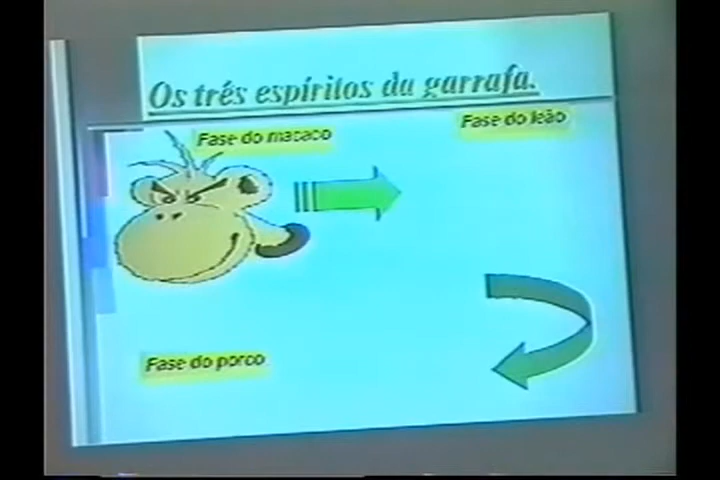 Os três espíritos da garrafa.
Fase do macaco
Fase do leão
Fase do porco